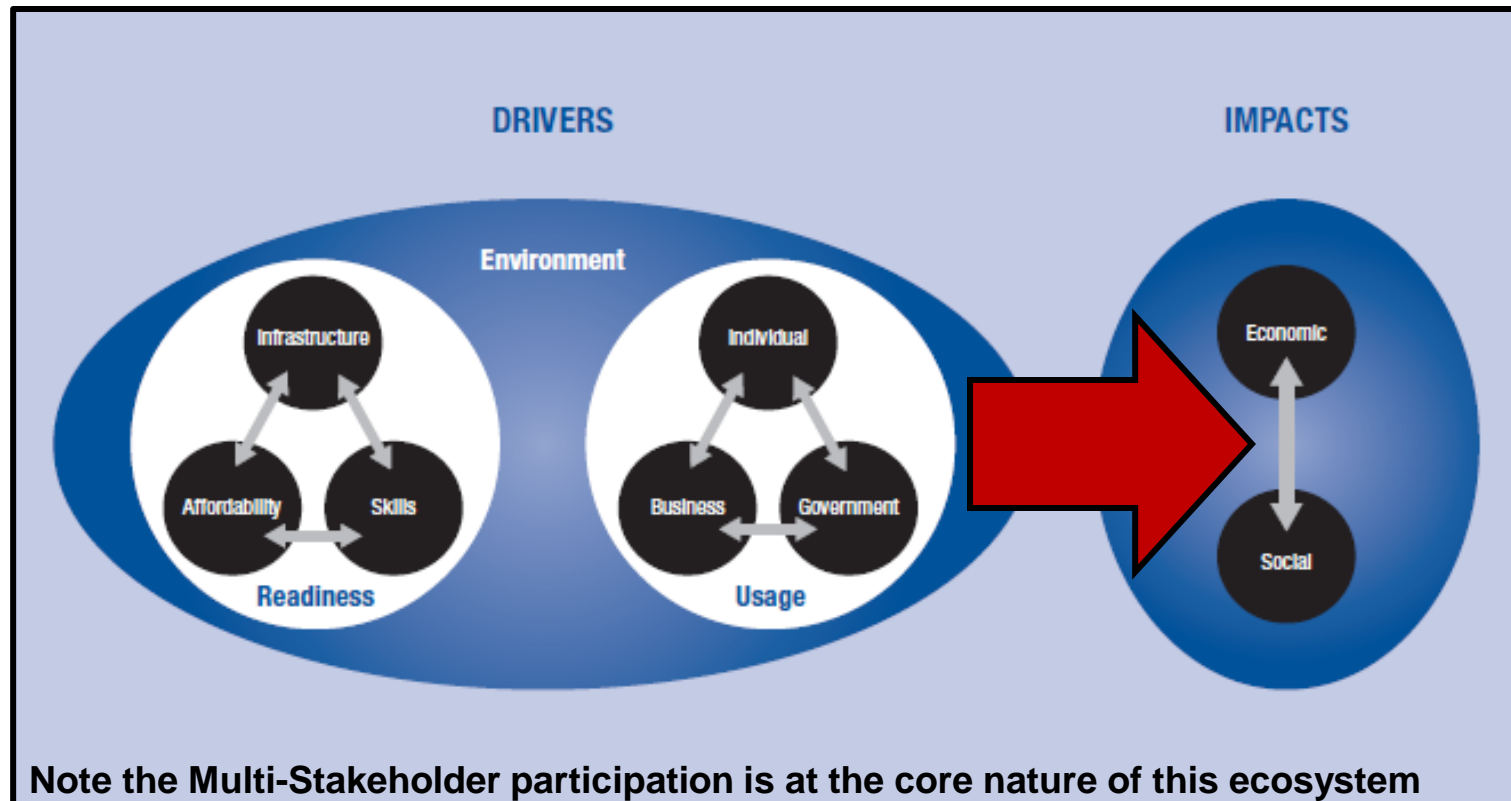 DRIVERS
IMPACTS
Environment
Infrastructure
Affordability
Skills
Readiness
Individual
Business
Government
Usage
Economic
Social
Note the Multi-Stakeholder participation is at the core nature of this ecosystem